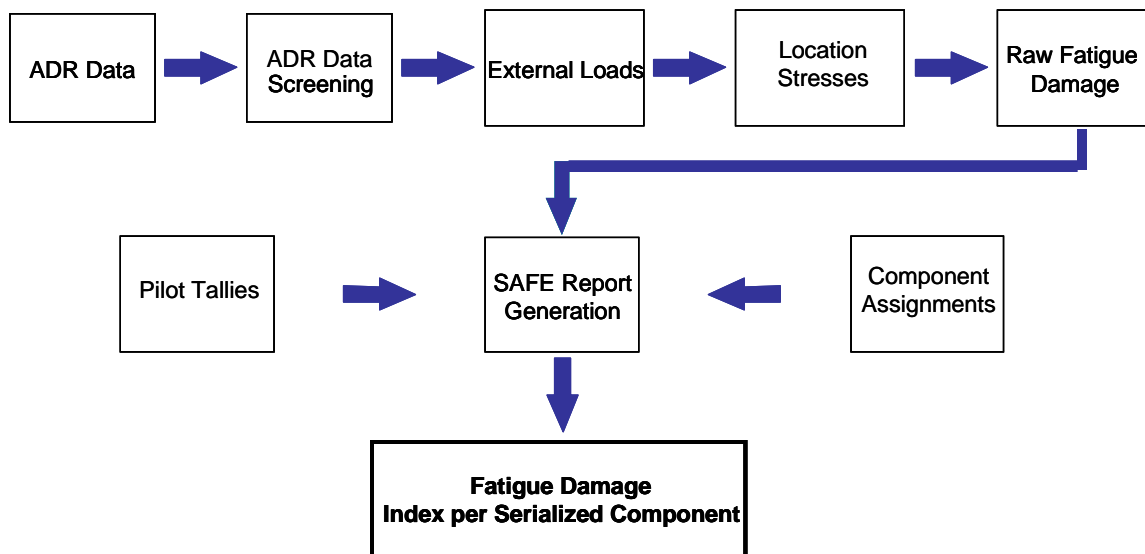 ADR Data
ADR Data
Screening
External Loads
Location
Stresses
Raw Fatigue
Damage
Pilot Tallies
SAFE Report
Generation
Component
Assignments
Fatigue Damage
Index per Serialized Component